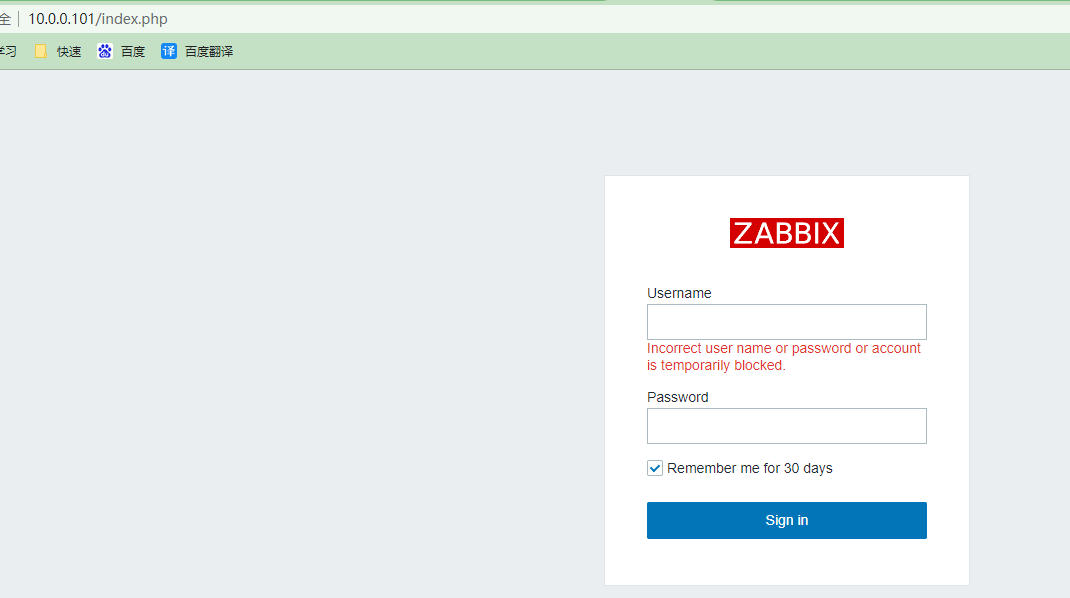 全 10.0.0.101/index.php
学习 快速 百度 译 百度翻译
ZABBIX
Username
Incorrect user name or password or account
is temporarily blocked.
Password
Remember me for 30 days
Sign in